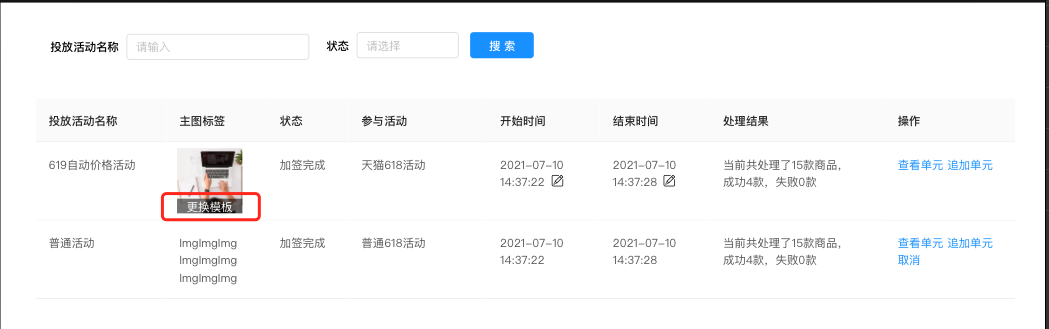 投放活动名称 请输入 状态 请选择 搜 索
投放活动名称 主图标签 状态 参与活动 开始时间 结束时间 处理结果 操作
619自动价格活动 加签完成 天猫618活动 2021-07-10 2021-07-10 当前共处理了15款商品, 查看单元 追加单元
14:37:22 14:37:28 成功4款，失败0款
更换模板
普通活动 ImgImgImg 加签完成 普通618活动 2021-07-10 2021-07-10 当前共处理了15款商品, 查看单元 追加单元
ImgImgImg 14:37:22 14:37:28 成功4款，失败0款 取消
ImgImgImg